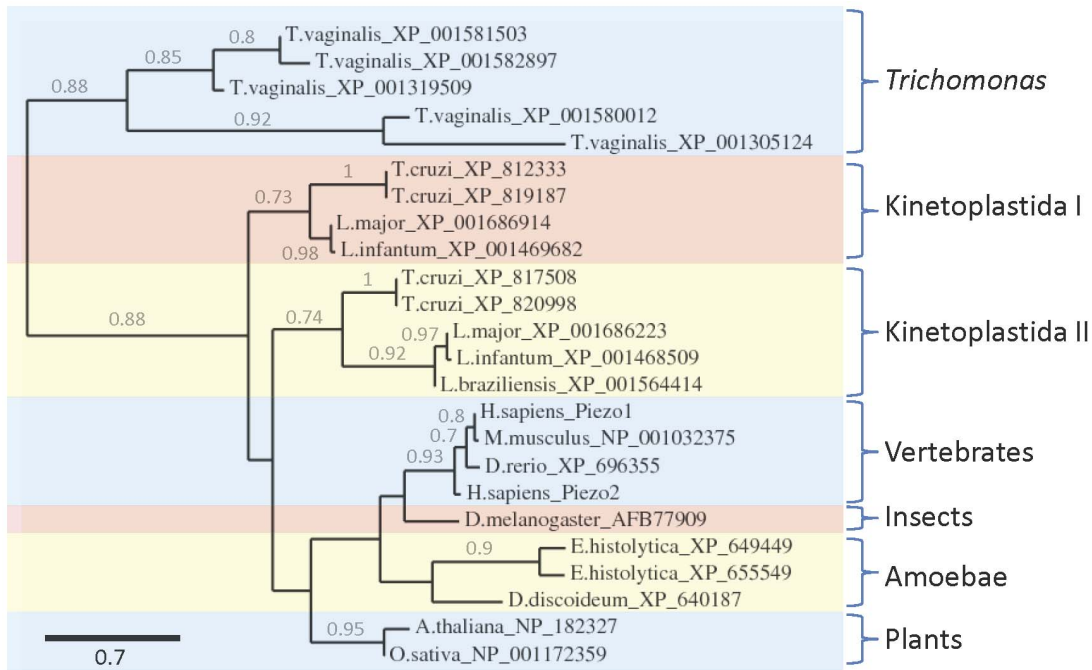 0.8
T.vaginalis_XP_001581503
0.85
T.vaginalis_XP_001582897
0.88
T.vaginalis_XP_001319509
Trichomonas
0.92
T.vaginalis_XP_001580012
T.vaginalis_XP_001305124
1
T.cruzi_XP_812333
0.73
T.cruzi_XP_819187
Kinetoplastida I
L.major_XP_001686914
0.98
L.infantum_XP_001469682
1
T.cruzi_XP_817508
T.cruzi_XP_820998
0.88
0.74
0.97
L.major_XP_001686223
Kinetoplastida II
0.92
L.infantum_XP_001468509
L.braziliensis_XP_001564414
0.8
H.sapiens_Piezo1
0.7
M.musculus_NP_001032375
Vertebrates
0.93
D.rerio_XP_696355
H.sapiens_Piezo2
D.melanogaster_AFB77909
Insects
0.9
E.histolytica_XP_649449
E.histolytica_XP_655549
Amoebae
D.discoideum_XP_640187
0.95
A.thaliana_NP_182327
Plants
O.sativa_NP_001172359
0.7